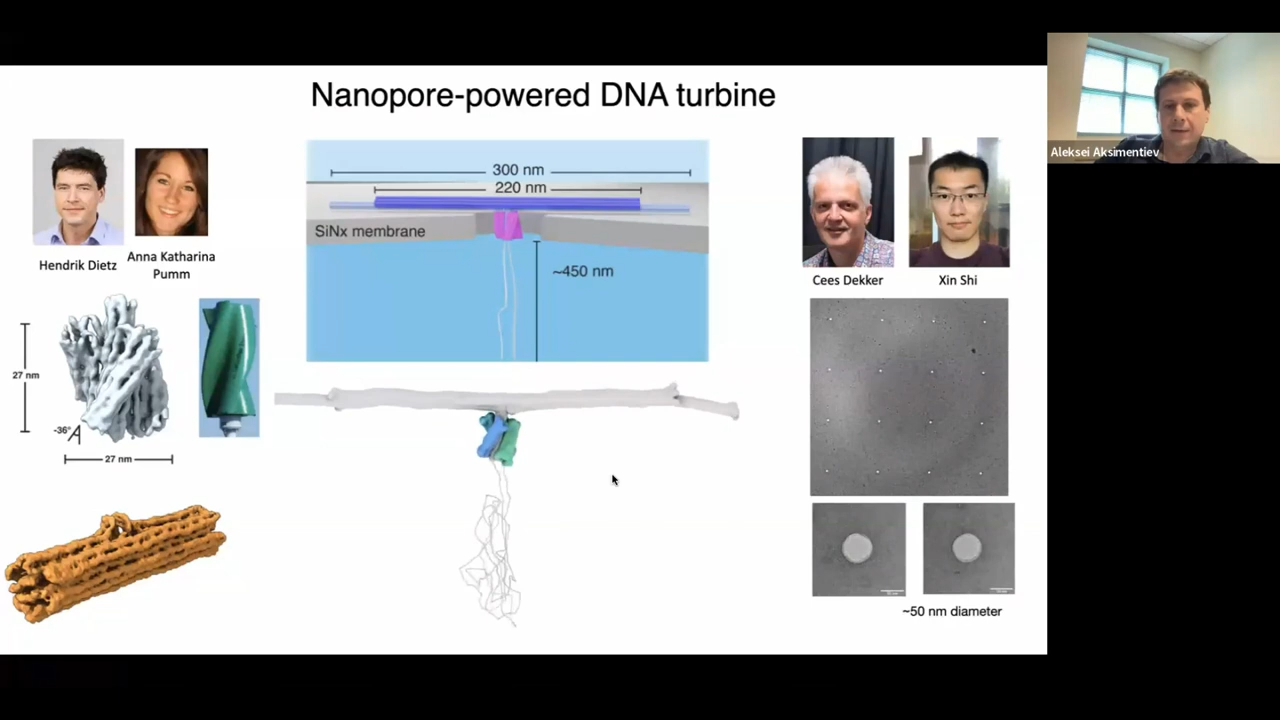 Nanopore-powered DNA turbine
Aleksei Aksimentiev
Hendrik Dietz
Anna Katharina
Pumm
300 nm
220 nm
SiNx membrane
~450 nm
Cees Dekker
Xin Shi
27 nm
-36°
27 nm
~50 nm diameter